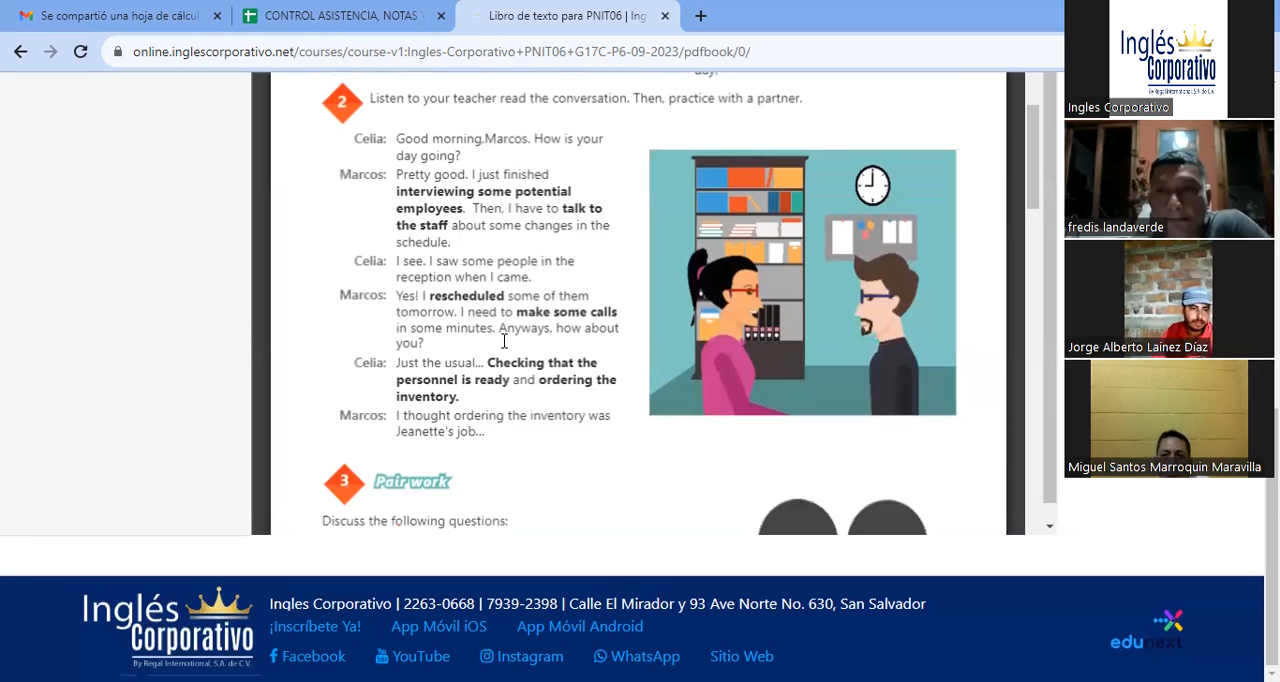 Se compartió una hoja de cálcul
CONTROL ASISTENCIA, NOTAS Y
Libro de texto para PNIT06 | Ing
online.inglescorporativo.net/courses/course-v1:Ingles-Corporativo+PNIT06+G17C-P6-09-2023/pdfbook/0/
day.
2 Listen to your teacher read the conversation. Then, practice with a partner.
Celia: Good morning,Marcos. How is your
day going?
Marcos: Pretty good. I just finished
interviewing some potential
employees. Then, I have to talk to
the staff about some changes in the
schedule.
Celia: I see. I saw some people in the
reception when I came.
Marcos: Yes! I rescheduled some of them
tomorrow. I need to make some calls
in some minutes. Anyways, how about
you?
Celia: Just the usual... Checking that the
personnel is ready and ordering the
inventory.
Marcos: I thought ordering the inventory was
Jeanette's job...
3 Pair work
Discuss the following questions:
Inglés
Corporativo
By Regal International, S.A. de C.V.
Ingles Corporativo
fredis landaverde
Jorge Alberto Laínez Díaz
Miguel Santos Marroquin Maravilla
Inglés
Corporativo
By Regal International, S.A. de C.V.
Ingles Corporativo | 2263-0668 | 7939-2398 | Calle El Mirador y 93 Ave Norte No. 630, San Salvador
¡Inscríbete Ya! App Móvil iOS App Móvil Android
Facebook YouTube Instagram WhatsApp Sitio Web
edunext